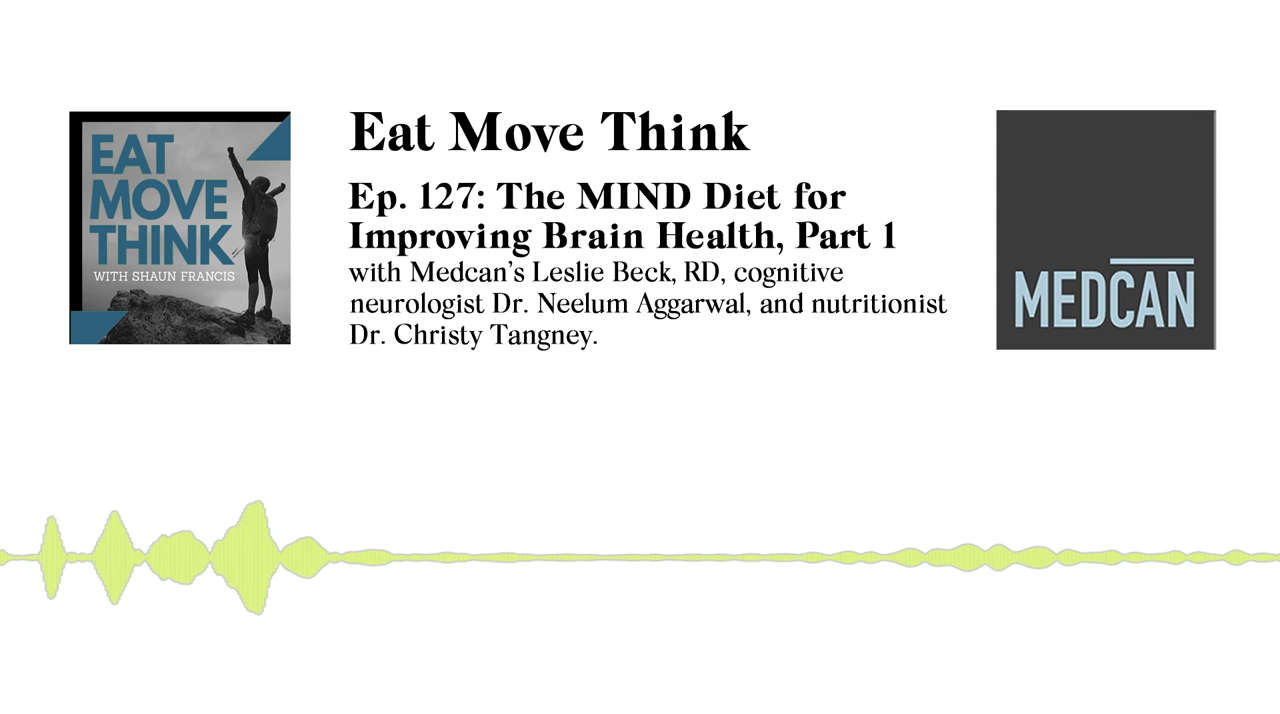 EAT
MOVE
THINK
WITH SHAUN FRANCIS
Eat Move Think
Ep. 127: The MIND Diet for
Improving Brain Health, Part 1
with Medcan's Leslie Beck, RD, cognitive
neurologist Dr. Neelum Aggarwal, and nutritionist
Dr. Christy Tangney.
MEDCAN